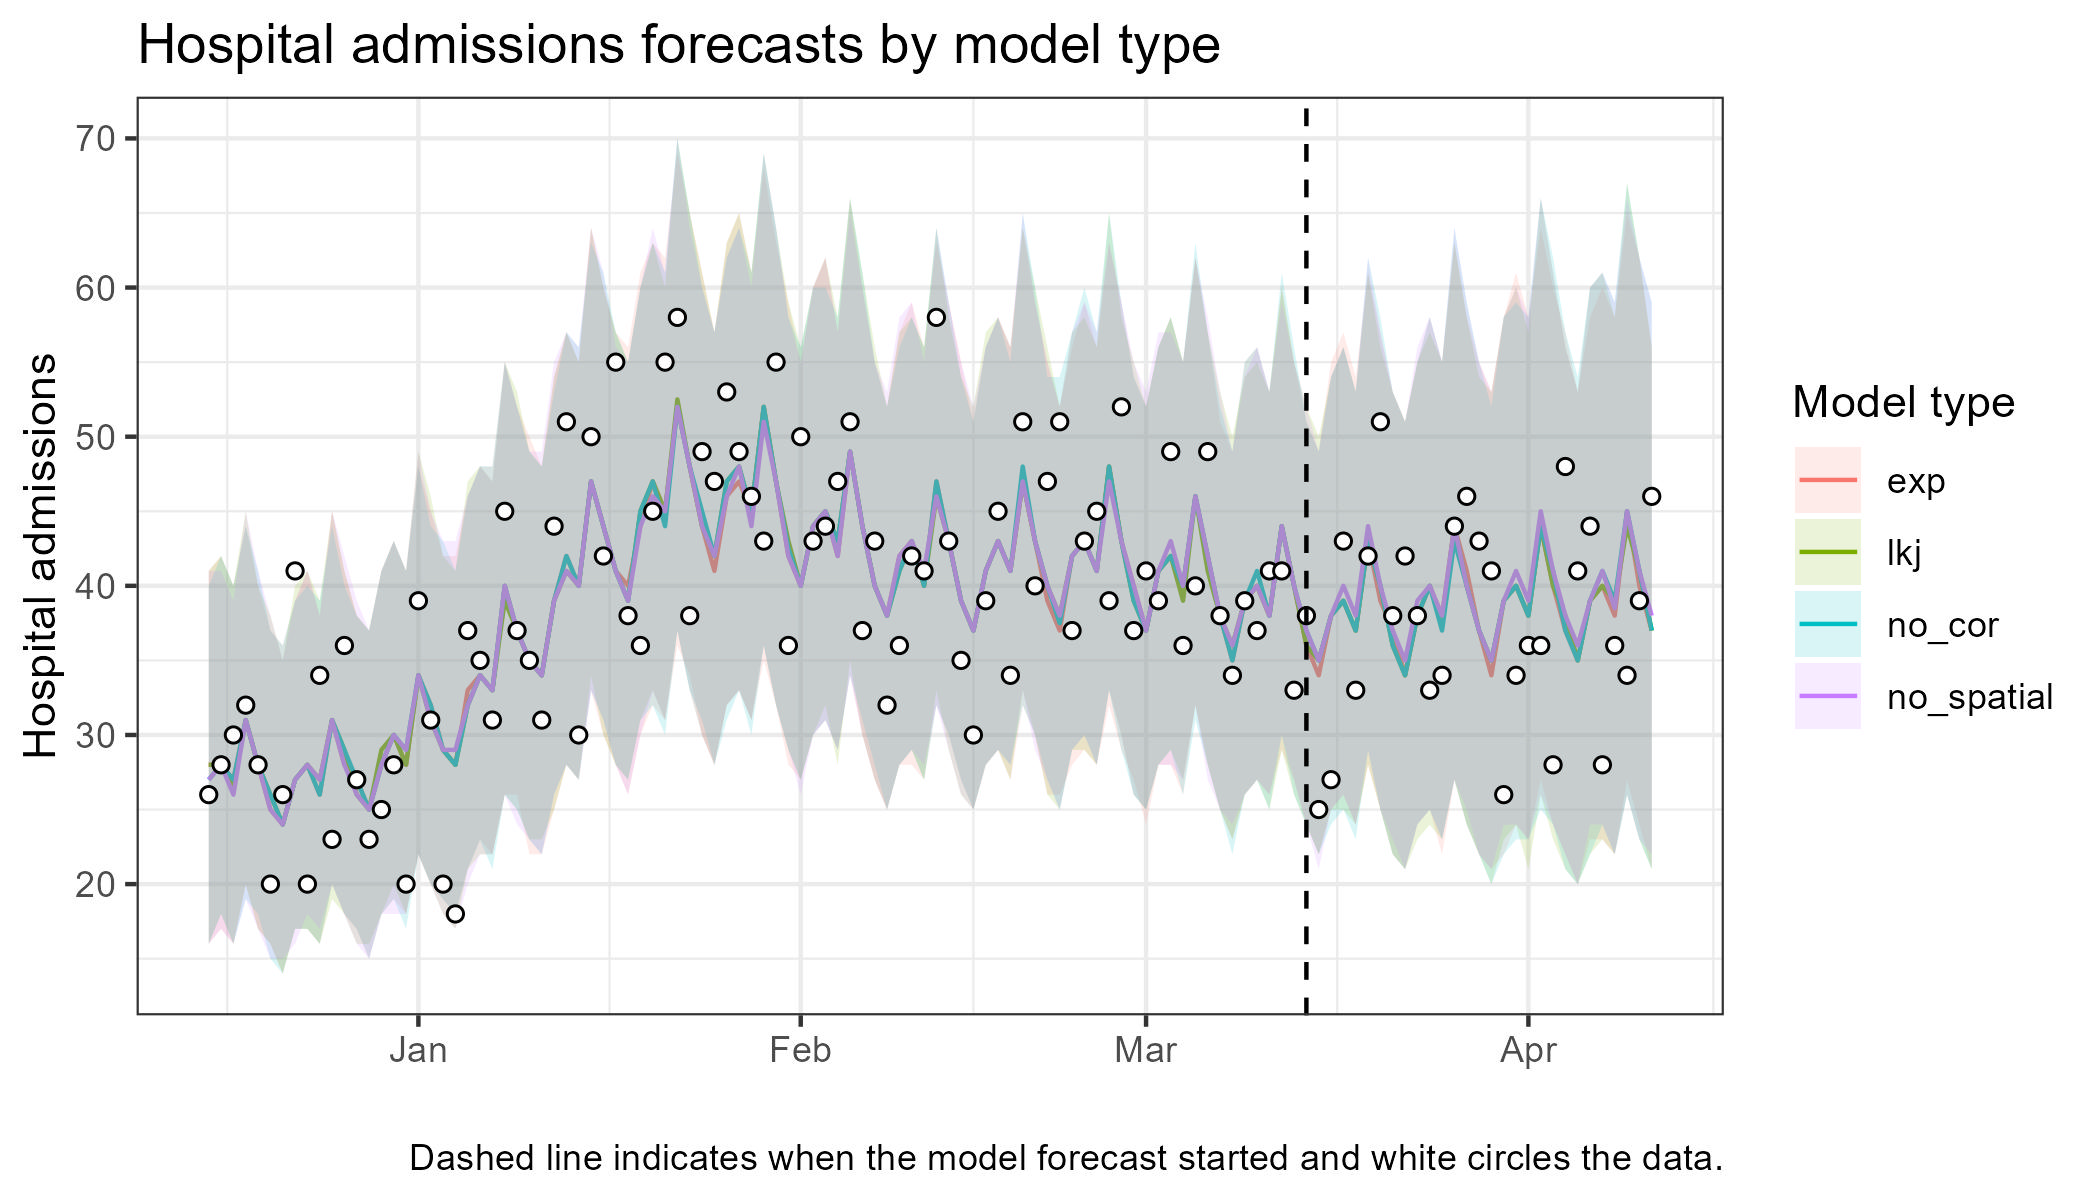 Hospital admissions forecasts by model type
Hospital admissions
70
60
50
40
30
20
Jan
Feb
Mar
Apr
Model type
exp
lkj
no_cor
no_spatial
Dashed line indicates when the model forecast started and white circles the data.